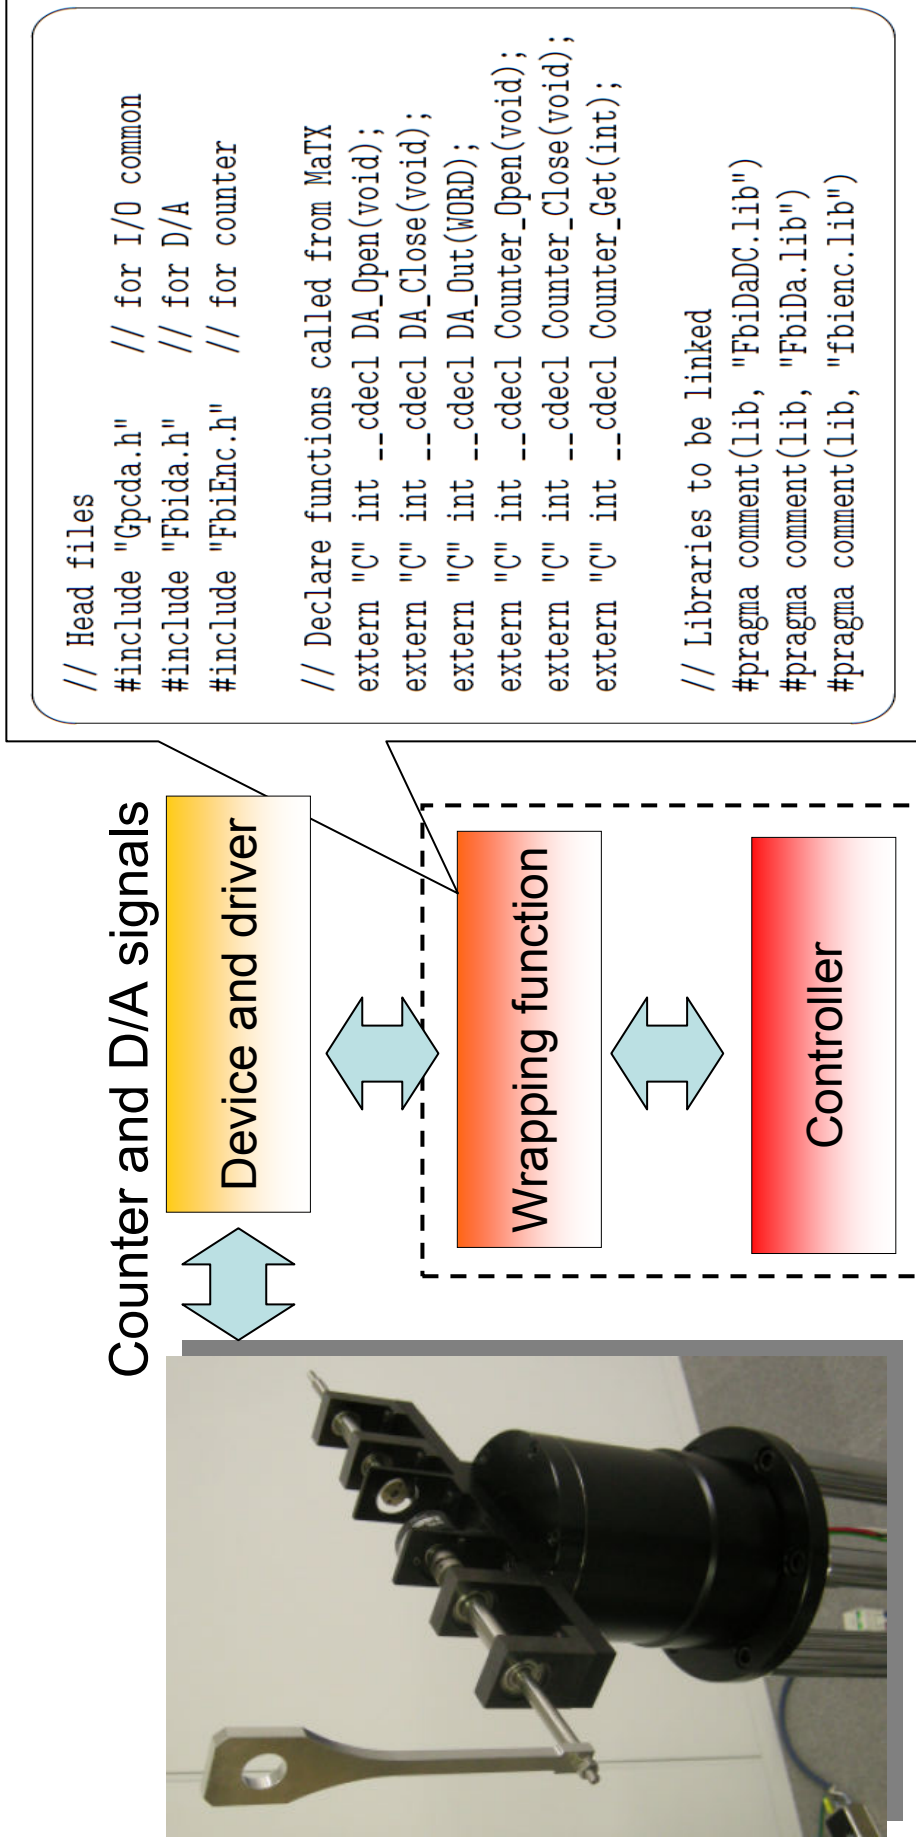 Counter and D/A signals
Device and driver
Wrapping function
Controller
// Head files
#include "Gpcda.h" // for I/O common
#include "Fbida.h" // for D/A
#include "FbiEnc.h" // for counter
// Declare functions called from MaTX
extern "C" int __cdecl DA_Open(void);
extern "C" int __cdecl DA_Close(void);
extern "C" int __cdecl DA_Out(WORD);
extern "C" int __cdecl Counter_Open(void);
extern "C" int __cdecl Counter_Close(void);
extern "C" int __cdecl Counter_Get(int);
// Libraries to be linked
#pragma comment(lib, "FbiDaDC.lib")
#pragma comment(lib, "FbiDa.lib")
#pragma comment(lib, "fbienc.lib")